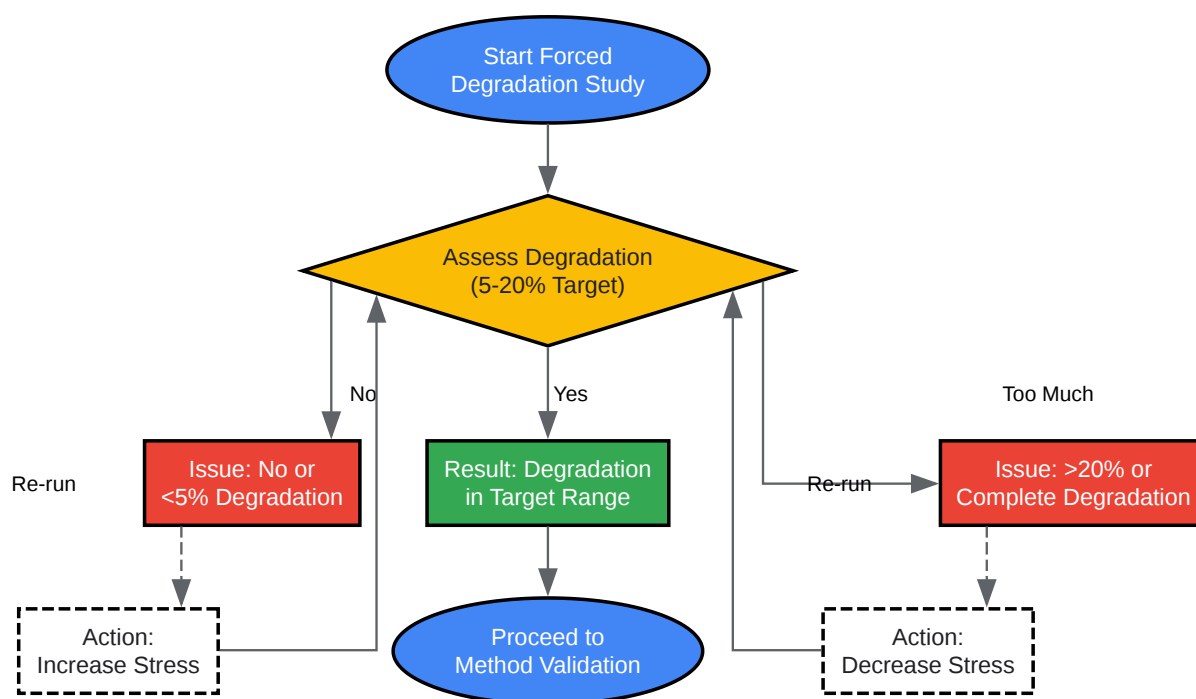 Start Forced
Degradation Study
Assess Degradation
(5-20% Target)
No
Yes
Too Much
Re-run
Issue: No or
<5% Degradation
Result: Degradation
in Target Range
Re-run
Issue: >20% or
Complete Degradation
Action:
Increase Stress
Proceed to
Method Validation
Action:
Decrease Stress